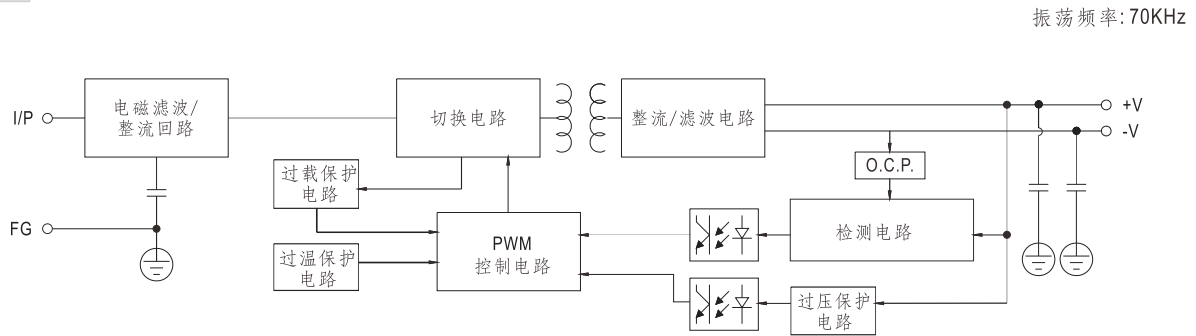 振荡频率: 70KHz
I/P
电磁滤波/
整流回路
切换电路
整流/滤波电路
+V
-V
O.C.P.
过载保护
电路
FG
PWM
控制电路
检测电路
过温保护
电路
过压保护
电路